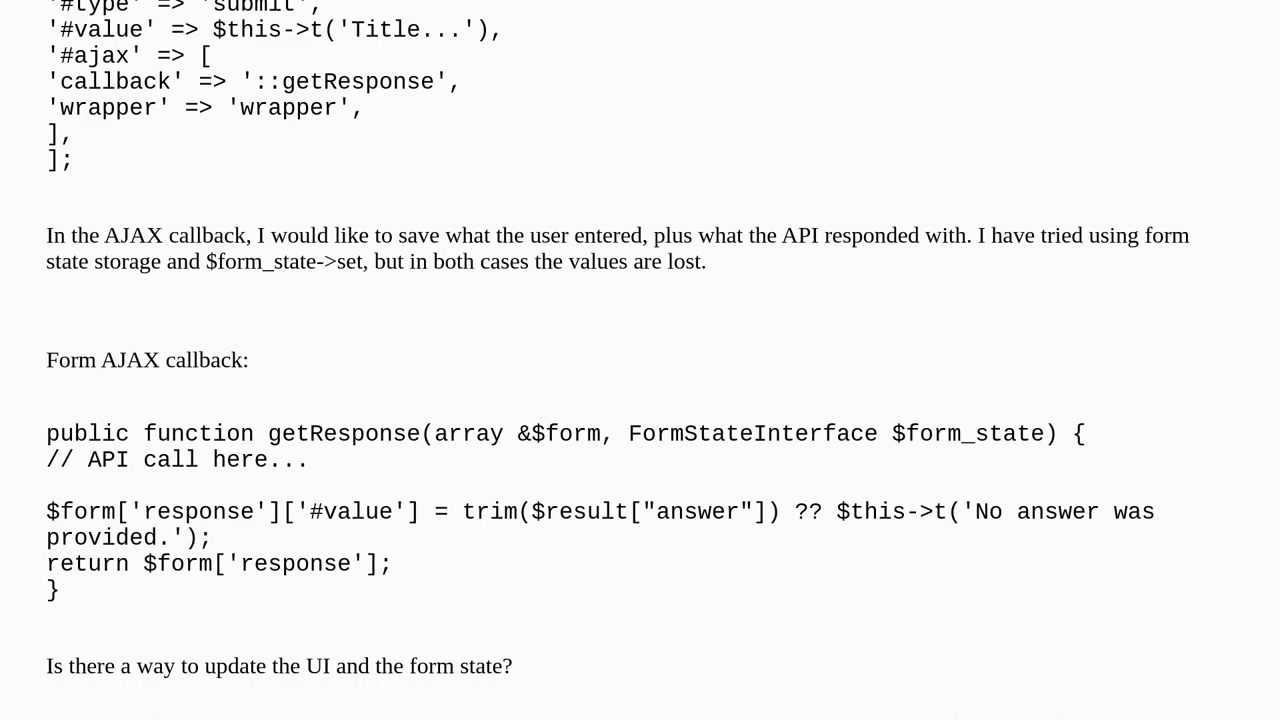 '#type' => 'submit',
'#value' => $this->t('Title...'),
'#ajax' => [
'callback' => '::getResponse',
'wrapper' => 'wrapper',
],
];
In the AJAX callback, I would like to save what the user entered, plus what the API responded with. I have tried using form
state storage and $form_state->set, but in both cases the values are lost.
Form AJAX callback:
public function getResponse(array &$form, FormStateInterface $form_state) {
// API call here...
$form['response']['#value'] = trim($result["answer"]) ?? $this->t('No answer was
provided.');
return $form['response'];
}
Is there a way to update the UI and the form state?